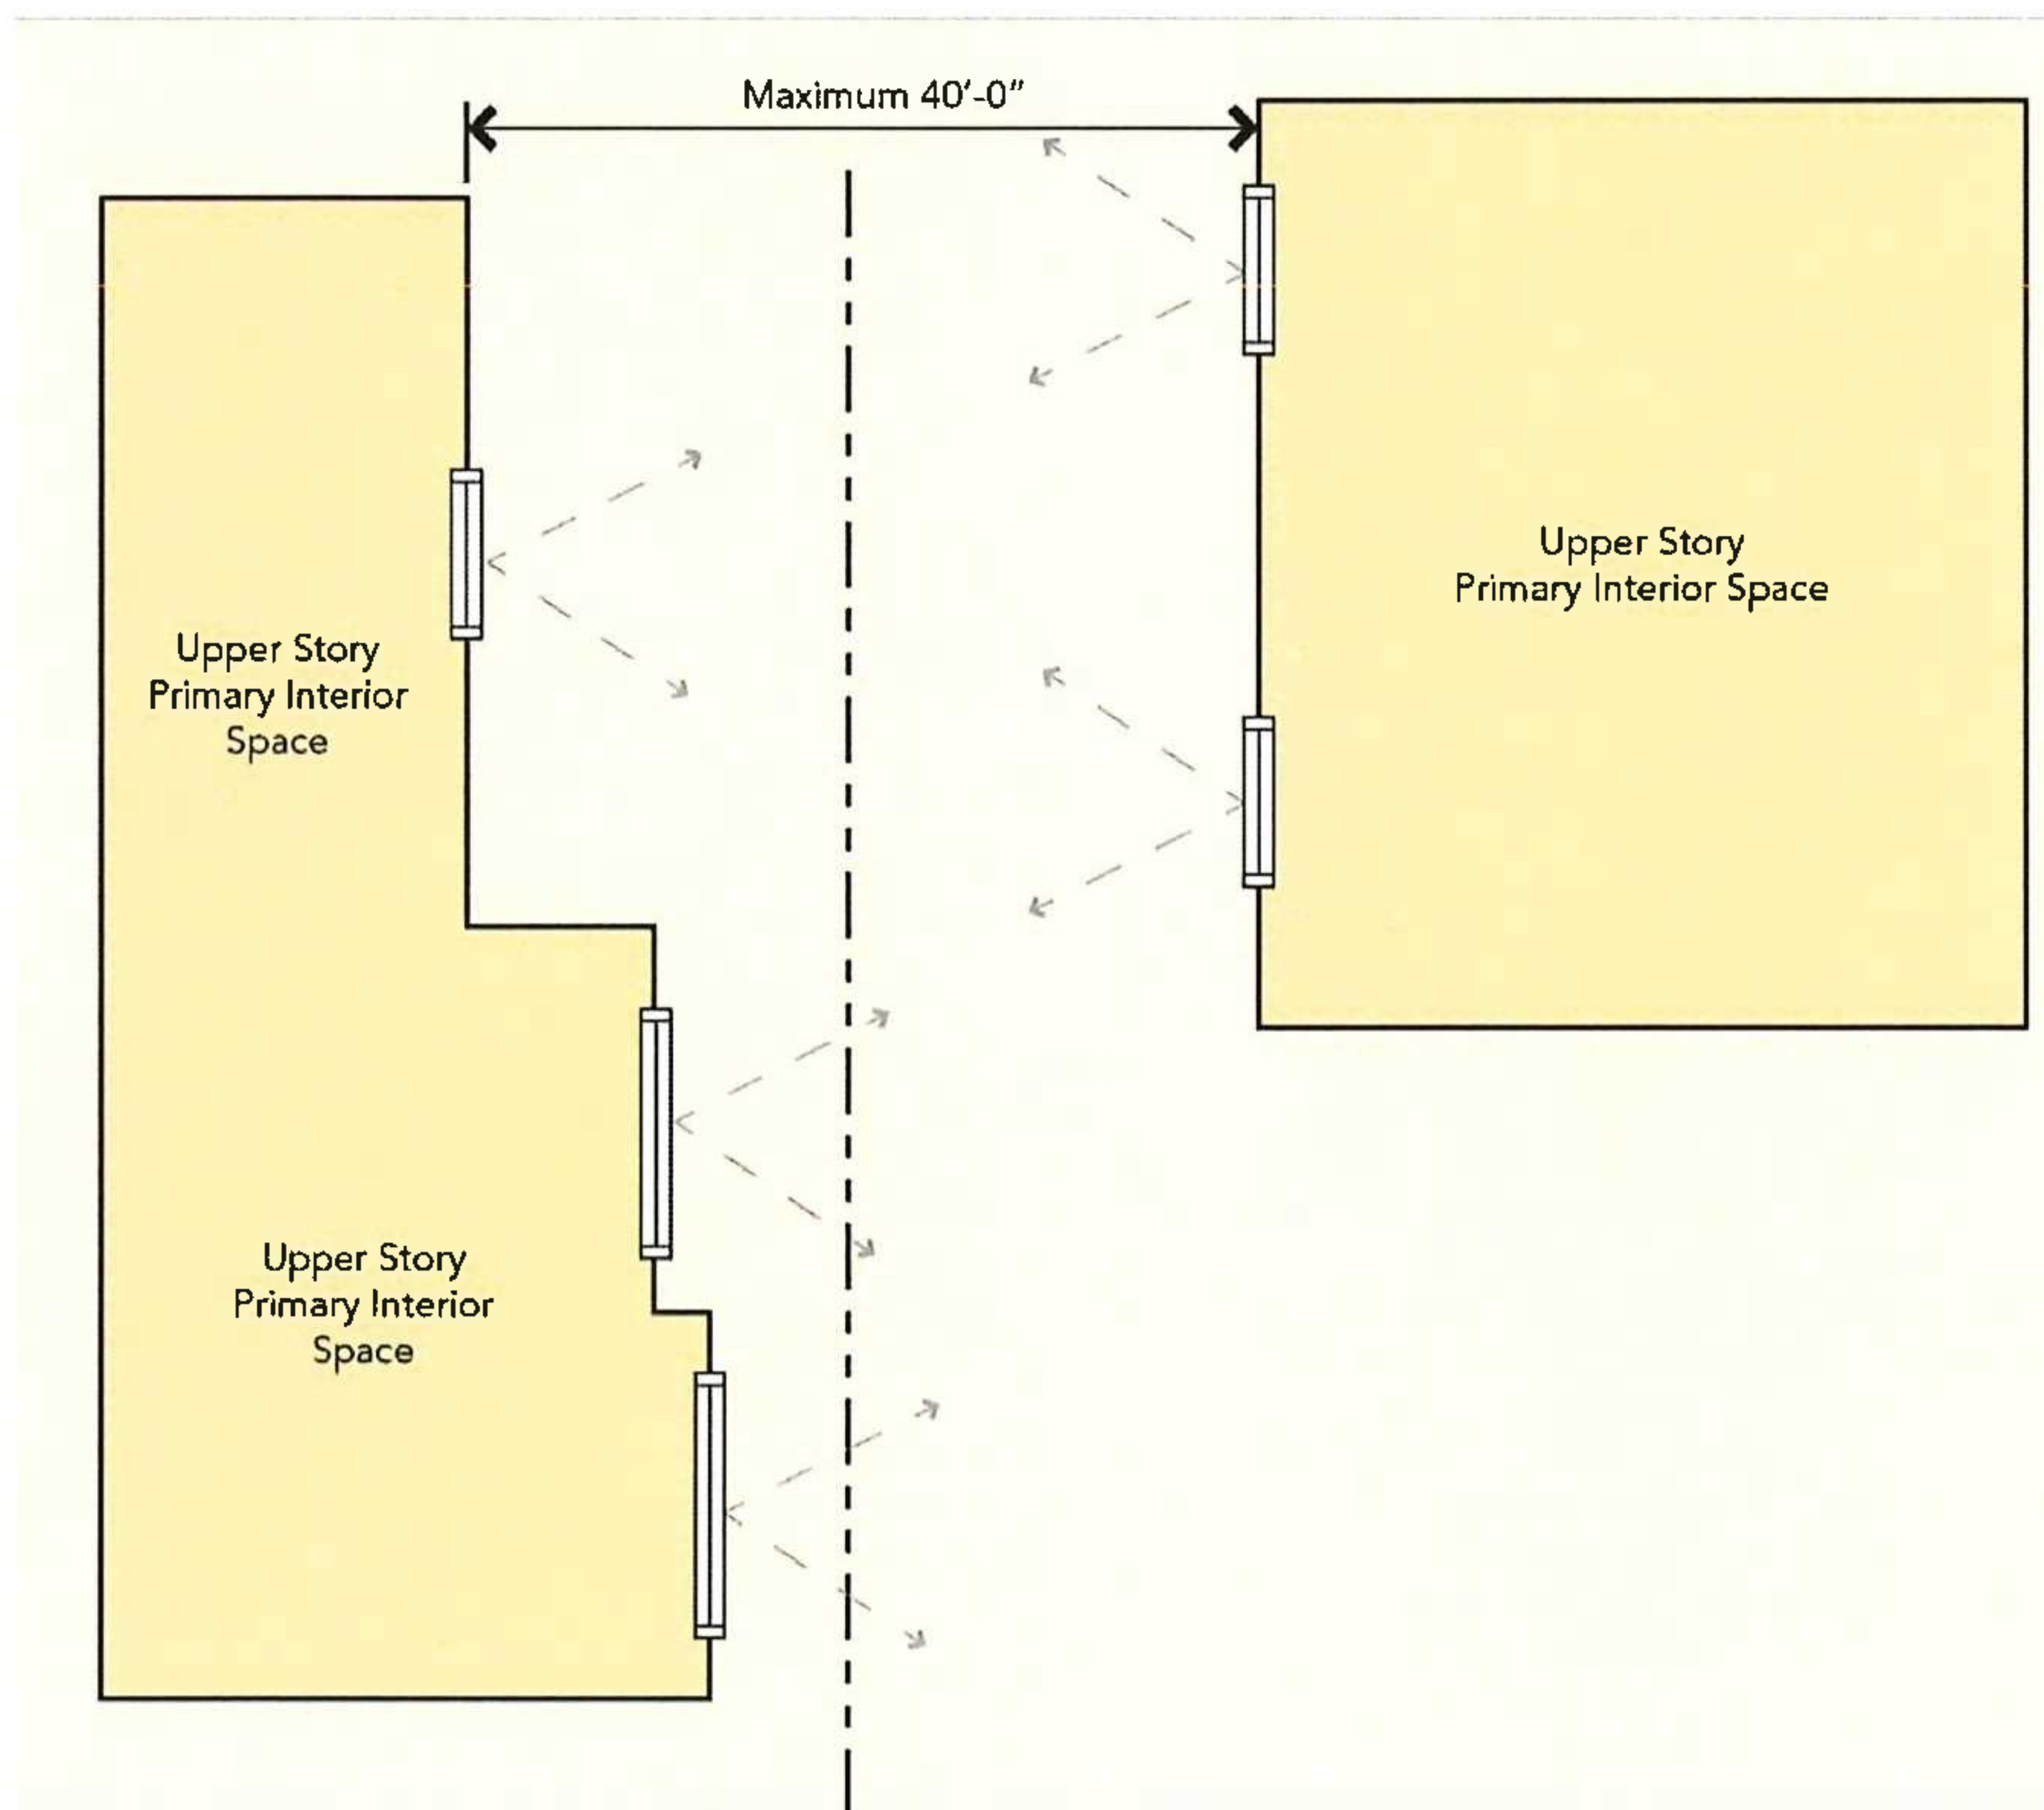 Maximum 40'-0"
Upper Story
Primary Interior Space
Upper Story
Primary Interior
Space
Upper Story
Primary Interior
Space